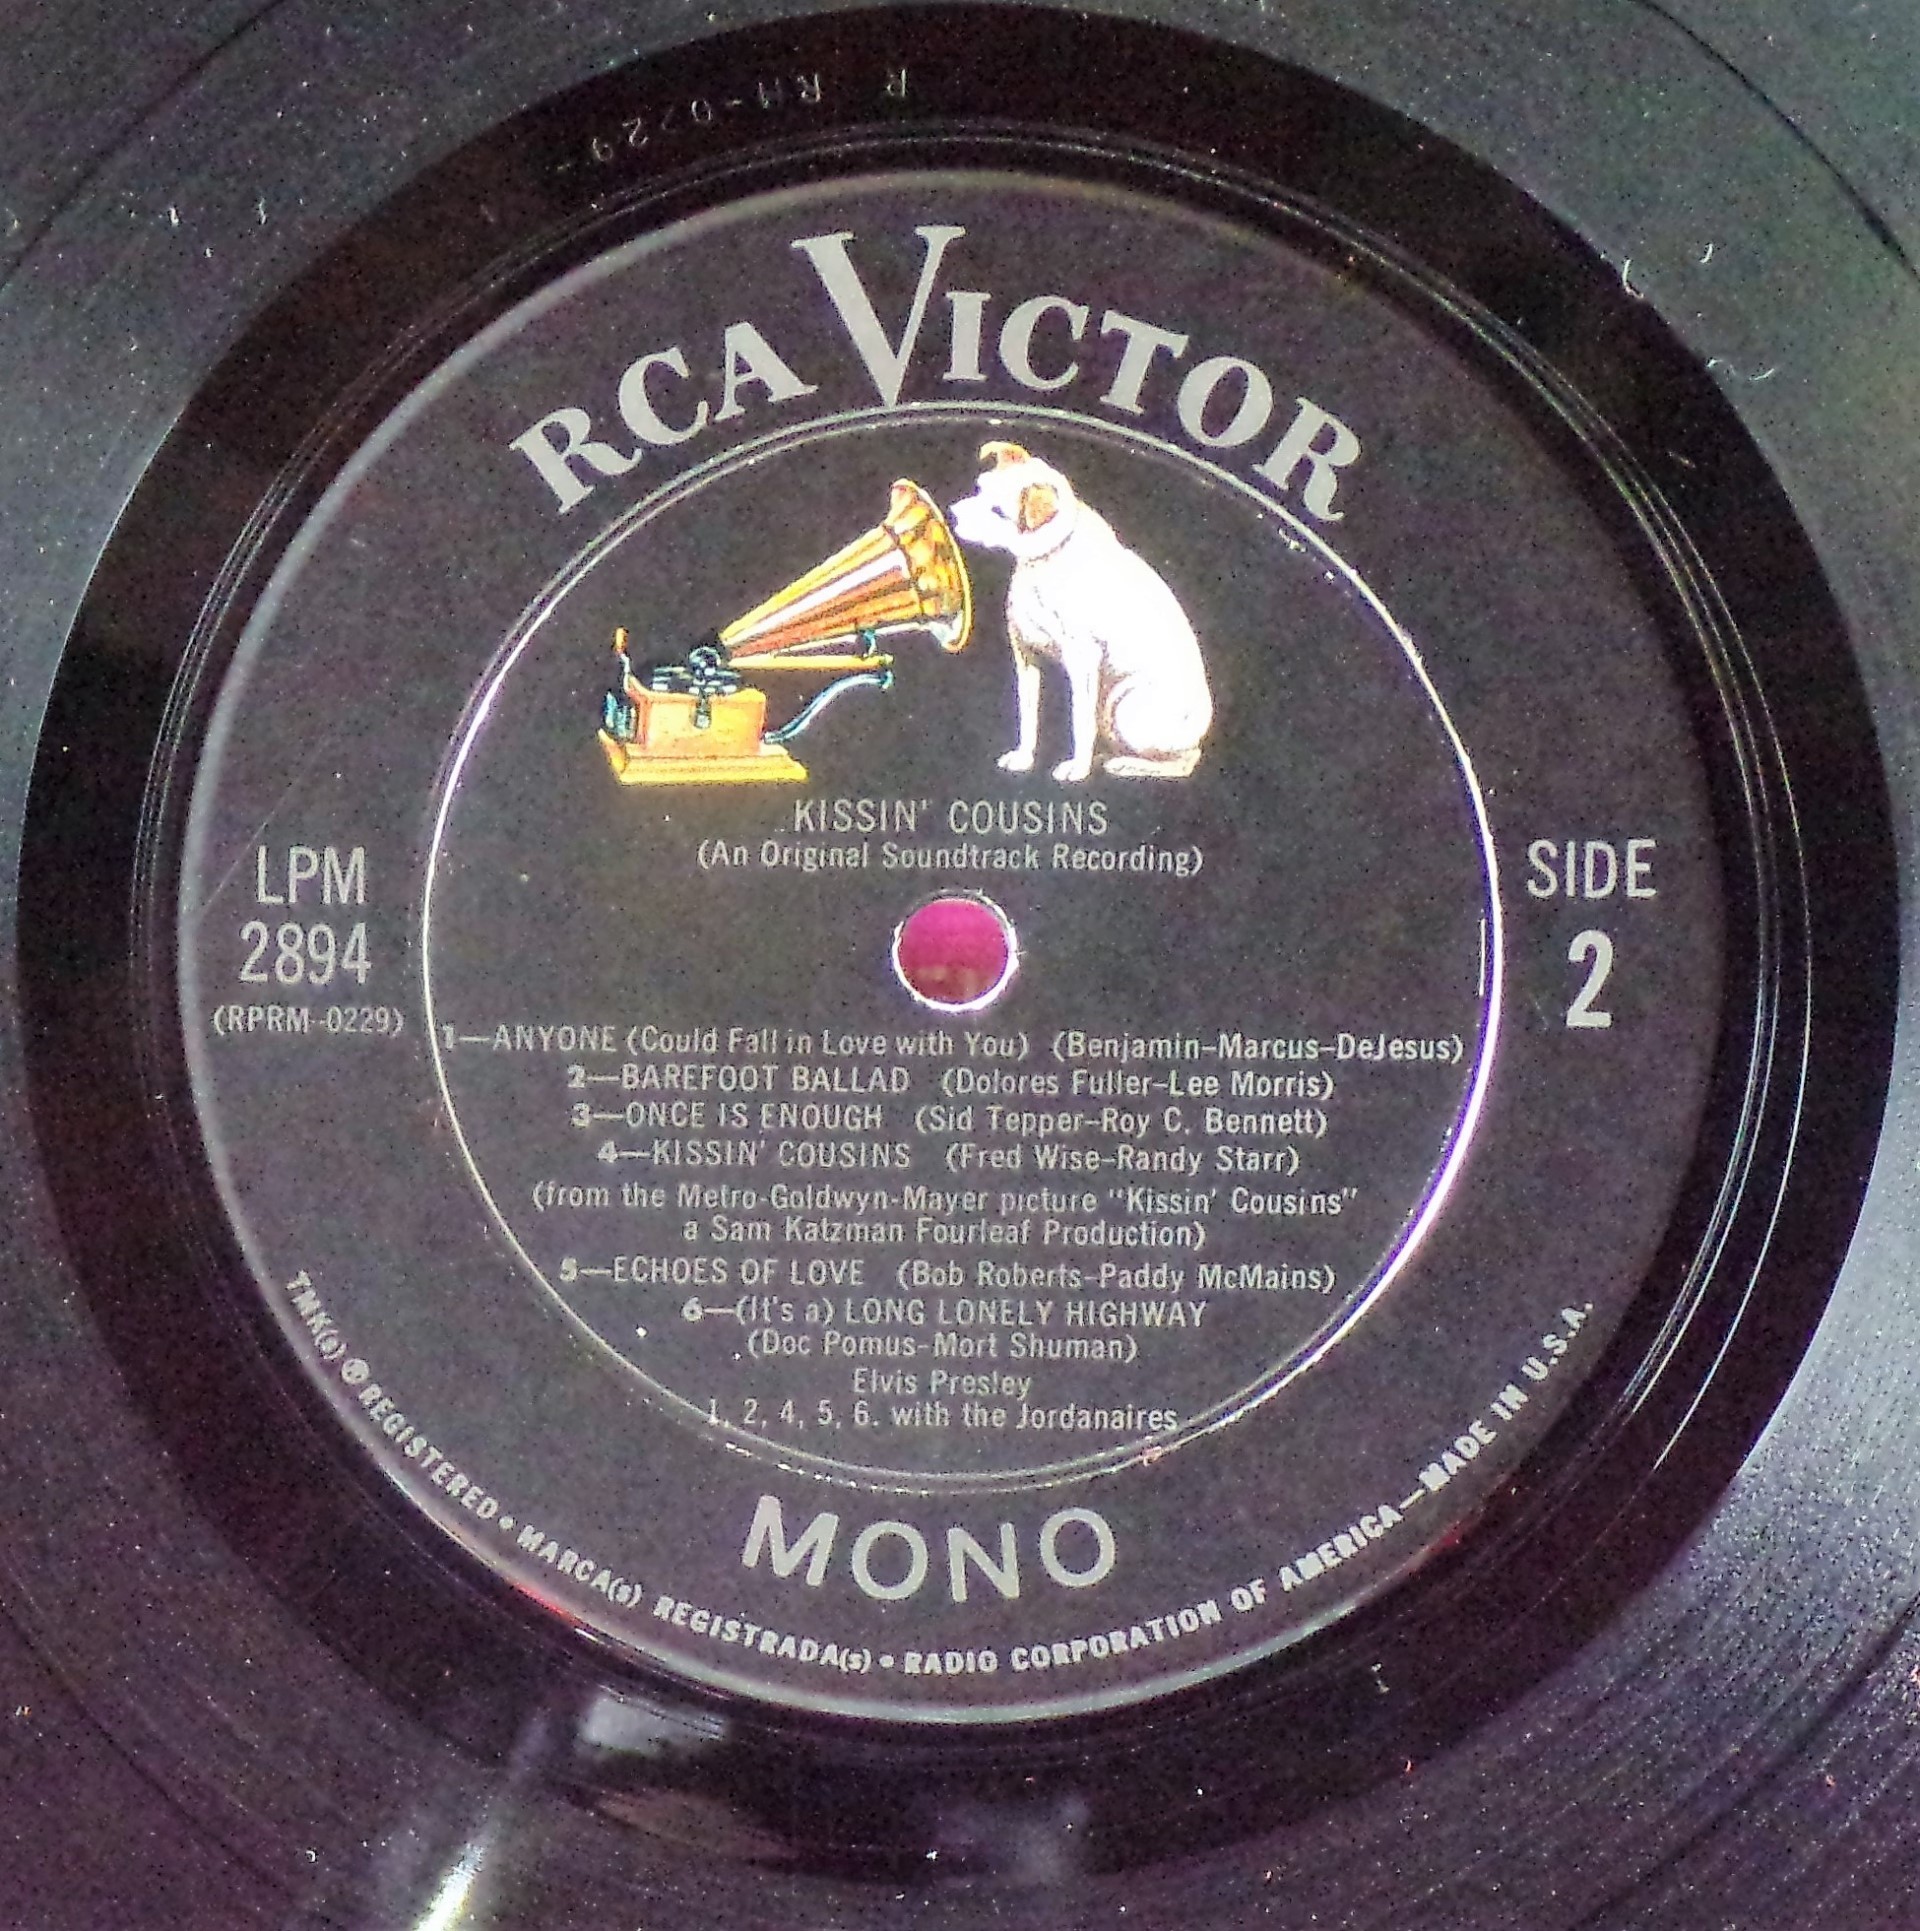 RCA VICTOR
KISSIN' COUSINS
(An Original Soundtrack Recording)
LPM
2894
(RPRM-0229)
SIDE
2
1—ANYONE (Could Fall in Love with You) (Benjamin-Marcus-DeJesus)
2—BAREFOOT BALLAD (Dolores Fuller-Lee Morris)
3—ONCE IS ENOUGH (Sid Tepper-Roy C. Bennett)
4—KISSIN' COUSINS (Fred Wise-Randy Starr)
(from the Metro-Goldwyn-Mayer picture "Kissin' Cousins"
a Sam Katzman Fourleaf Production)
5—ECHOES OF LOVE (Bob Roberts-Paddy McMains)
6—(It's a) LONG LONELY HIGHWAY
(Doc Pomus-Mort Shuman)
Elvis Presley
1, 2, 4, 5, 6. with the Jordanaires
MONO
TMK(s) ® REGISTERED • MARCA(s) REGISTRADA(s) • RADIO CORPORATION OF AMERICA—MADE IN U.S.A.